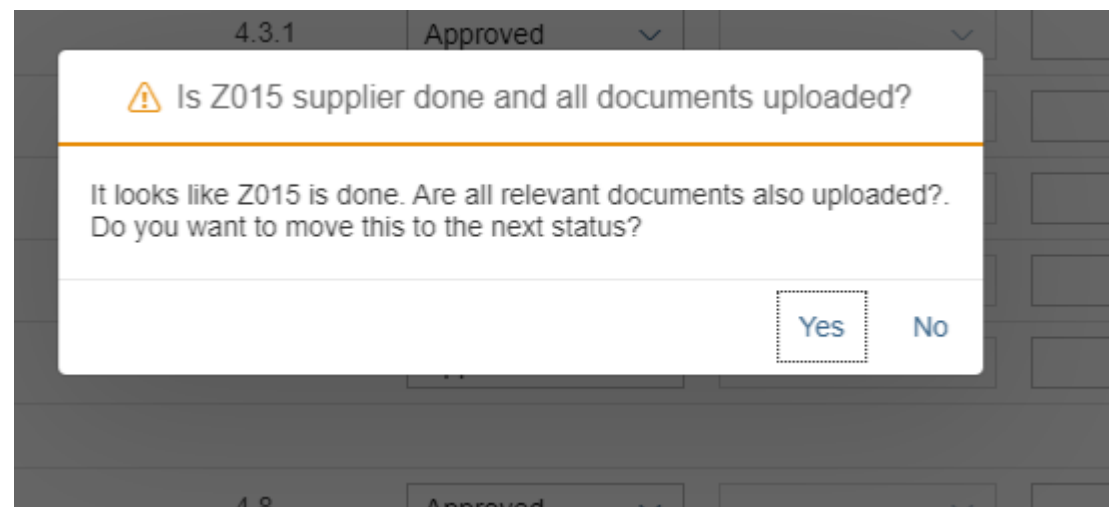 4.3.1 Approved
Is Z015 supplier done and all documents uploaded?
It looks like Z015 is done. Are all relevant documents also uploaded?.
Do you want to move this to the next status?
Yes No
4.8 Approved